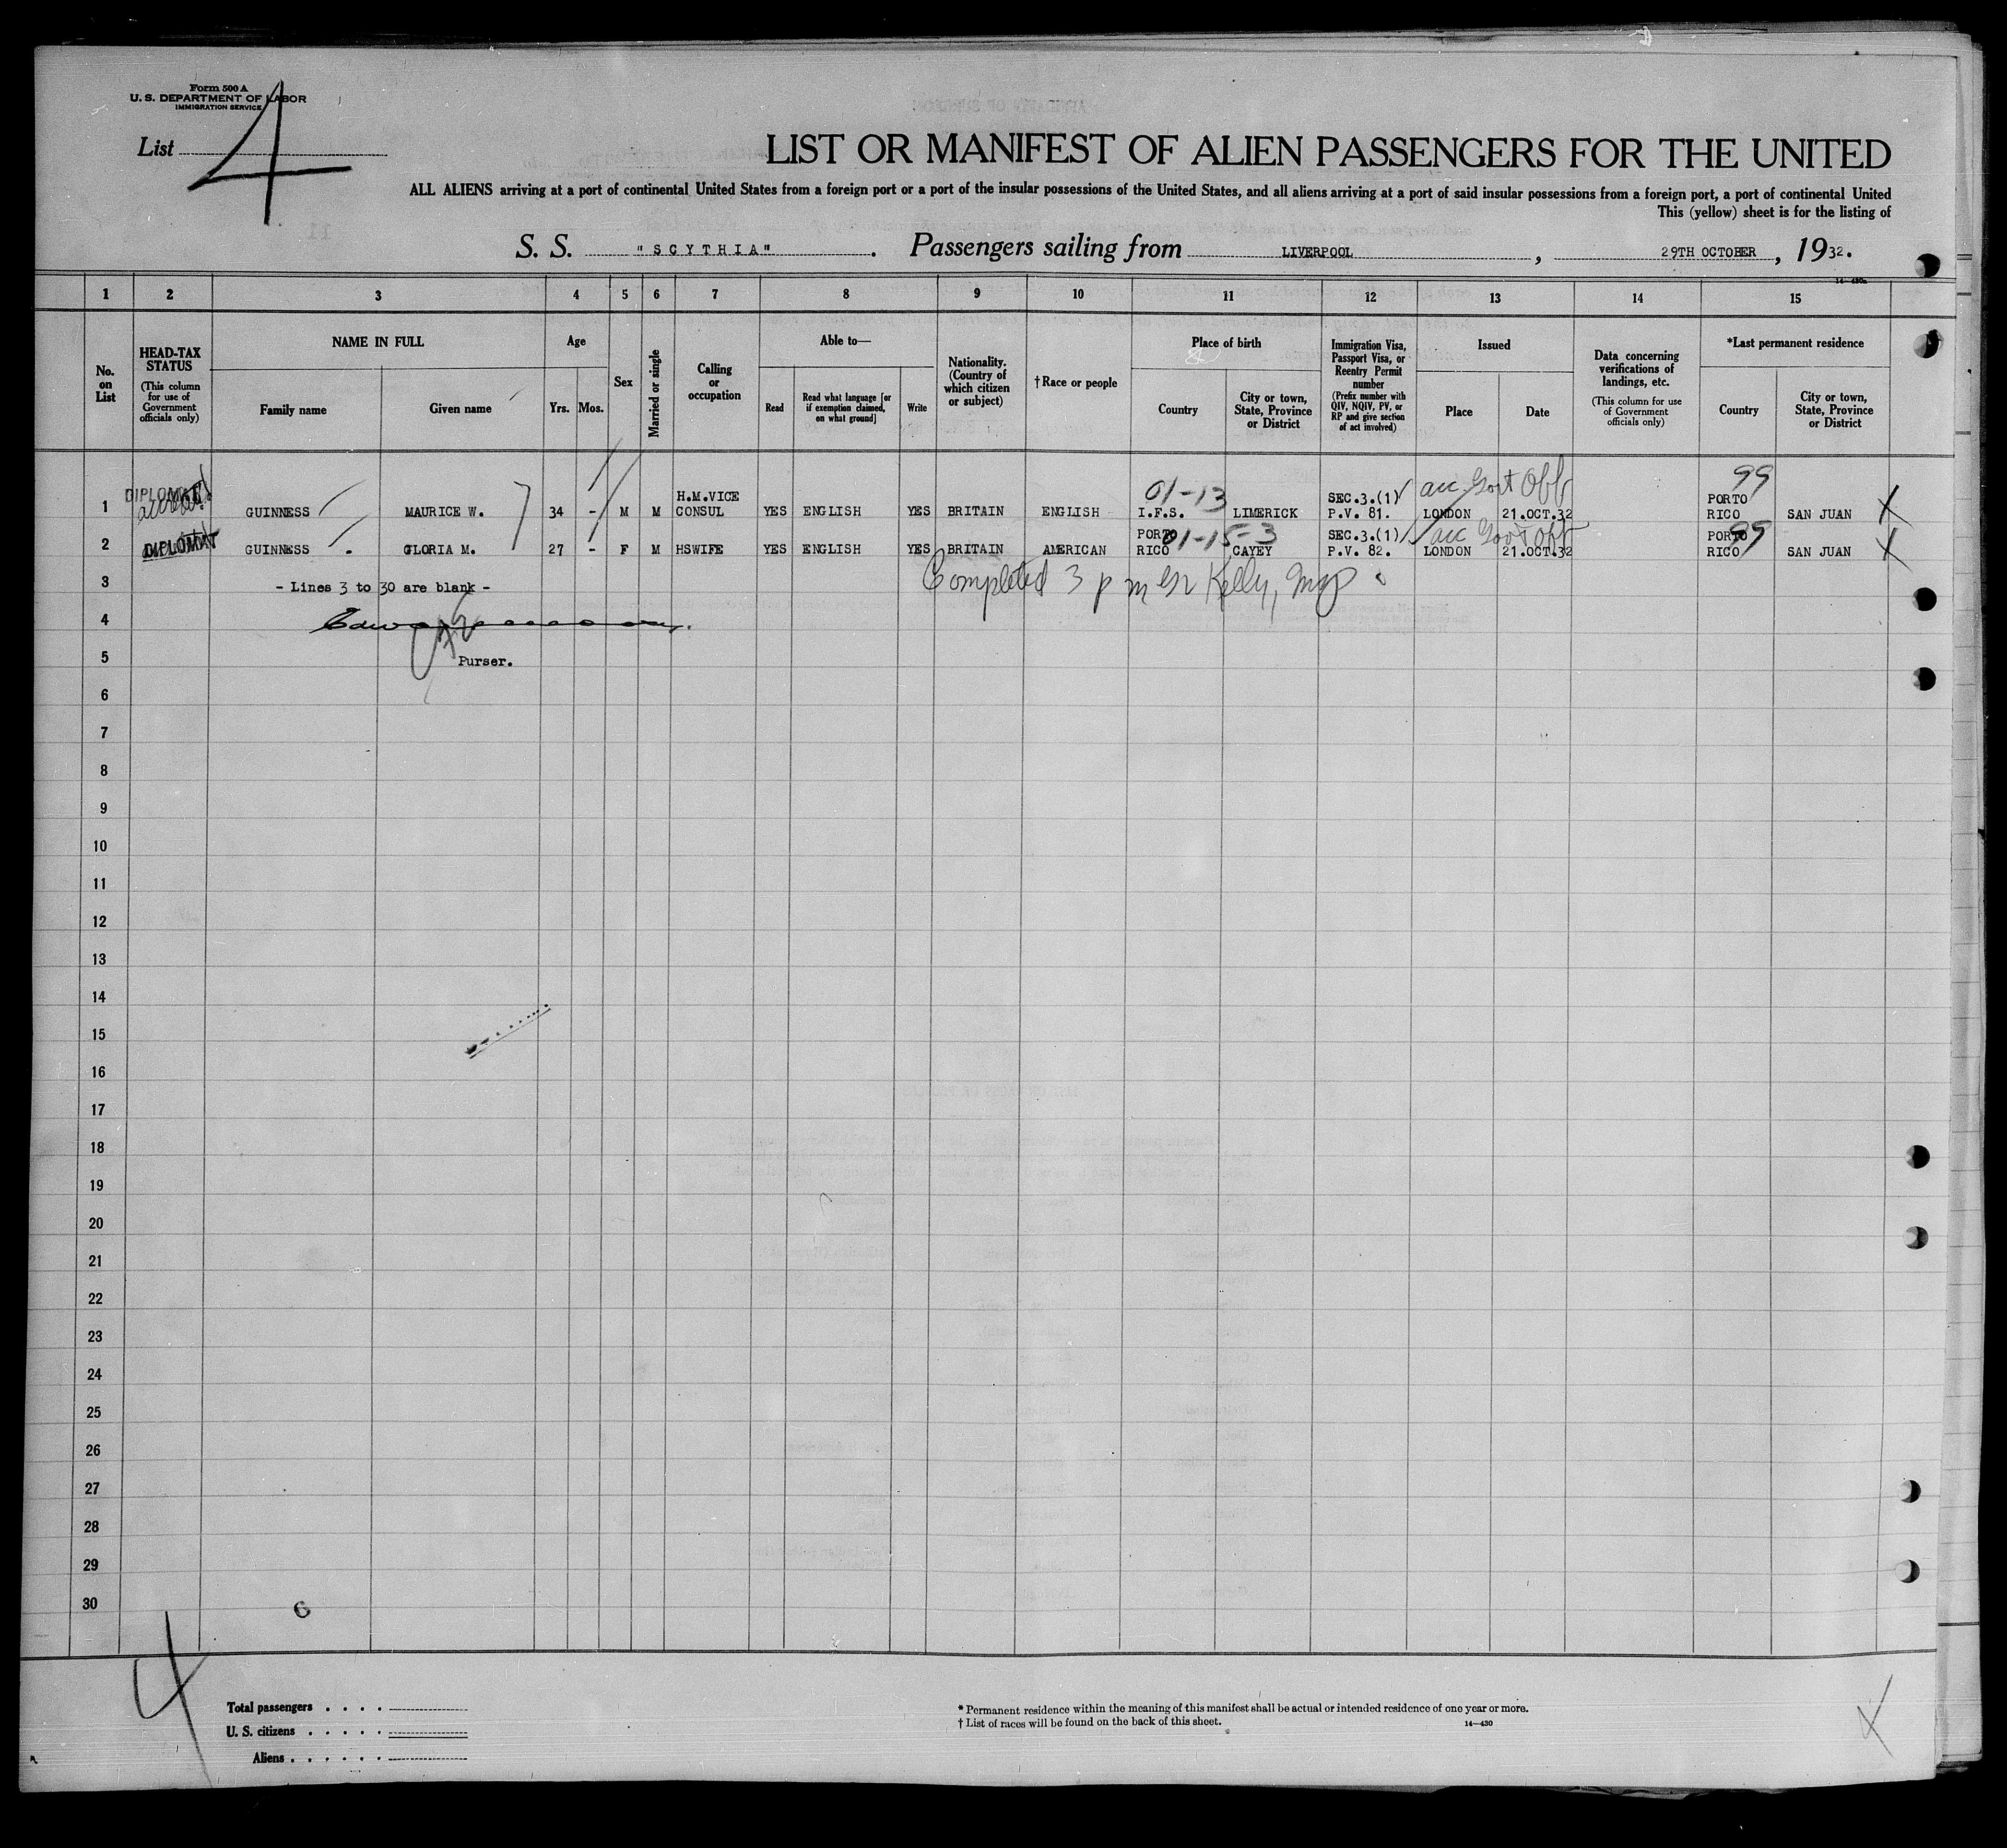 Form 500 A
U. S. DEPARTMENT OF LABOR
IMMIGRATION SERVICE
List 4
LIST OR MANIFEST OF ALIEN PASSENGERS FOR THE UNITED
ALL ALIENS arriving at a port of continental United States from a foreign port or a port of the insular possessions of the United States, and all aliens arriving at a port of said insular possessions from a foreign port, a port of continental United
This (yellow) sheet is for the listing of
S. S. "SCYTHIA". Passengers sailing from LIVERPOOL, 29TH OCTOBER, 1932.
14—430a
1 2 3 4 5 6 7 8 9 10 11 12 13 14 15
No. on List
HEAD-TAX STATUS
(This column for use of Government officials only)
NAME IN FULL
Family name
Given name
Age
Yrs.
Mos.
Sex
Married or single
Calling or occupation
Able to—
Read
Read what language [or if exemption claimed, on what ground]
Write
Nationality. (Country of which citizen or subject)
†Race or people
Place of birth
Country
City or town, State, Province or District
Immigration Visa, Passport Visa, or Reentry Permit number
(Prefix number with QIV, NQIV, PV, or RP and give section of act involved)
Issued
Place
Date
Data concerning verifications of landings, etc.
(This column for use of Government officials only)
*Last permanent residence
Country
City or town, State, Province or District
01-13 acc Govt Off 99
1 DIPLOMAT GUINNESS MAURICE W. 34 - M M H.M.VICE CONSUL YES ENGLISH YES BRITAIN ENGLISH I.F.S. LIMERICK SEC.3.(1) P.V. 81. LONDON 21.OCT.32 PORTO RICO SAN JUAN X
01-15-3 acc Govt Off 99
2 DIPLOMAT GUINNESS GLORIA M. 27 - F M HSWIFE YES ENGLISH YES BRITAIN AMERICAN PORTO RICO CAYEY SEC.3.(1) P.V. 82. LONDON 21.OCT.32 PORTO RICO SAN JUAN X
3 - Lines 3 to 30 are blank - Completed 3 p m Kelly, Insp
4
5 Purser.
6
7
8
9
10
11
12
13
14
15
16
17
18
19
20
21
22
23
24
25
26
27
28
29
30
4
Total passengers . . . .
U. S. citizens . . . . .
Aliens . . . . . .
* Permanent residence within the meaning of this manifest shall be actual or intended residence of one year or more.
† List of races will be found on the back of this sheet.
14—430